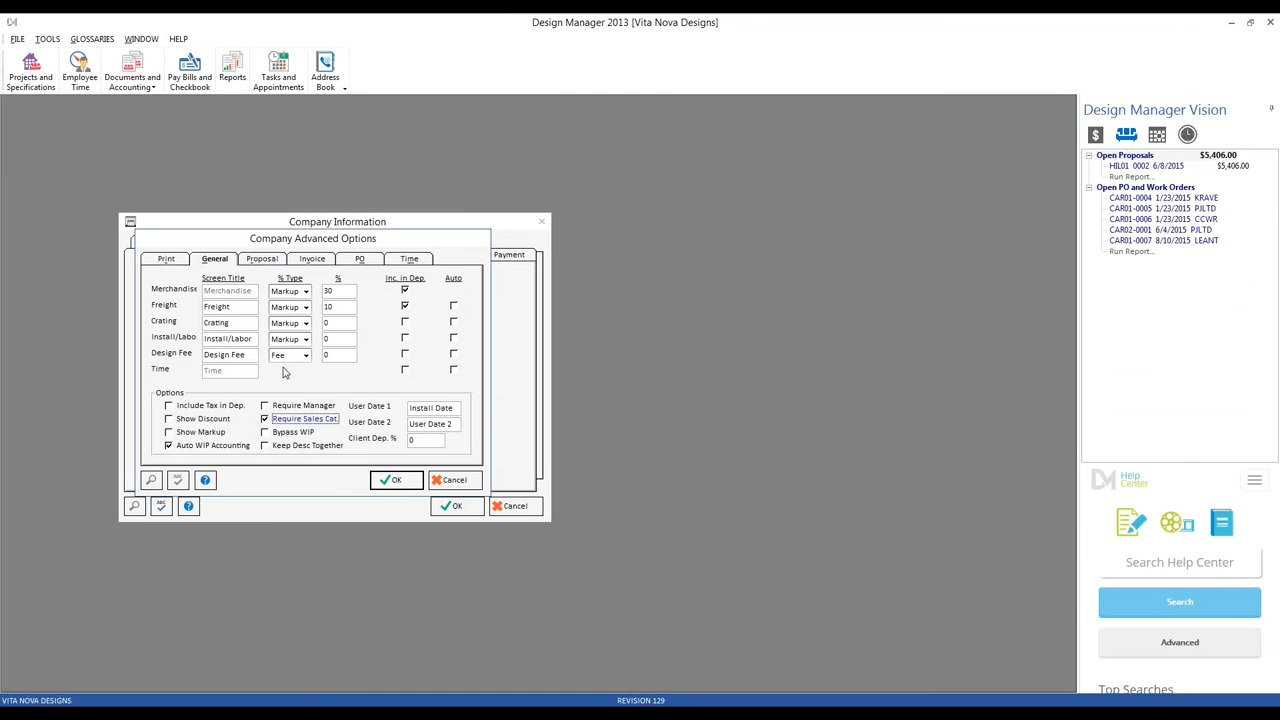 Design Manager 2013 [Vita Nova Designs]
FILE TOOLS GLOSSARIES WINDOW HELP
Projects and Specifications
Employee Time
Documents and Accounting
Pay Bills and Checkbook
Reports
Tasks and Appointments
Address Book
Company Information
Company Advanced Options
Print General Proposal Invoice PO Time
Payment
Screen Title % Type % Inc. in Dep. Auto
Merchandise Merchandise Markup 30
Freight Freight Markup 10
Crating Crating Markup 0
Install/Labo Install/Labor Markup 0
Design Fee Design Fee Fee 0
Time Time
Options
Include Tax in Dep. Require Manager User Date 1 Install Date
Show Discount Require Sales Cat. User Date 2 User Date 2
Show Markup Bypass WIP Client Dep. % 0
Auto WIP Accounting Keep Desc Together
ABC ? OK Cancel
ABC ? OK Cancel
Design Manager Vision
$
Open Proposals $5,406.00
HIL01 0002 6/8/2015 $5,406.00
Run Report...
Open PO and Work Orders
CAR01-0004 1/23/2015 KRAVE
CAR01-0005 1/23/2015 PJLTD
CAR01-0006 1/23/2015 CCWR
CAR02-0001 6/4/2015 PJLTD
CAR01-0007 8/10/2015 LEANT
Run Report...
DM Help Center
Search Help Center
Search
Advanced
Top Searches
VITA NOVA DESIGNS REVISION 129